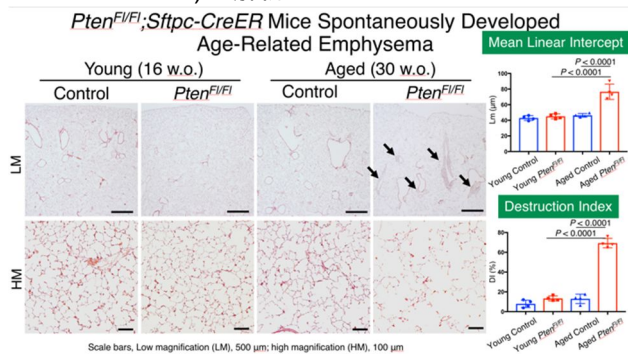 Pten^Fl/Fl;Sftpc-CreER Mice Spontaneously Developed
Age-Related Emphysema
Young (16 w.o.)
Aged (30 w.o.)
Control
Pten^Fl/Fl
Control
Pten^Fl/Fl
LM
HM
Scale bars, Low magnification (LM), 500 μm; high magnification (HM), 100 μm
Mean Linear Intercept
P < 0.0001
P < 0.0001
Lm (μm)
100
80
60
40
20
0
Young Control
Young Pten^Fl/Fl
Aged Control
Aged Pten^Fl/Fl
Destruction Index
P < 0.0001
P < 0.0001
DI (%)
80
60
40
20
0
Young Control
Young Pten^Fl/Fl
Aged Control
Aged Pten^Fl/Fl